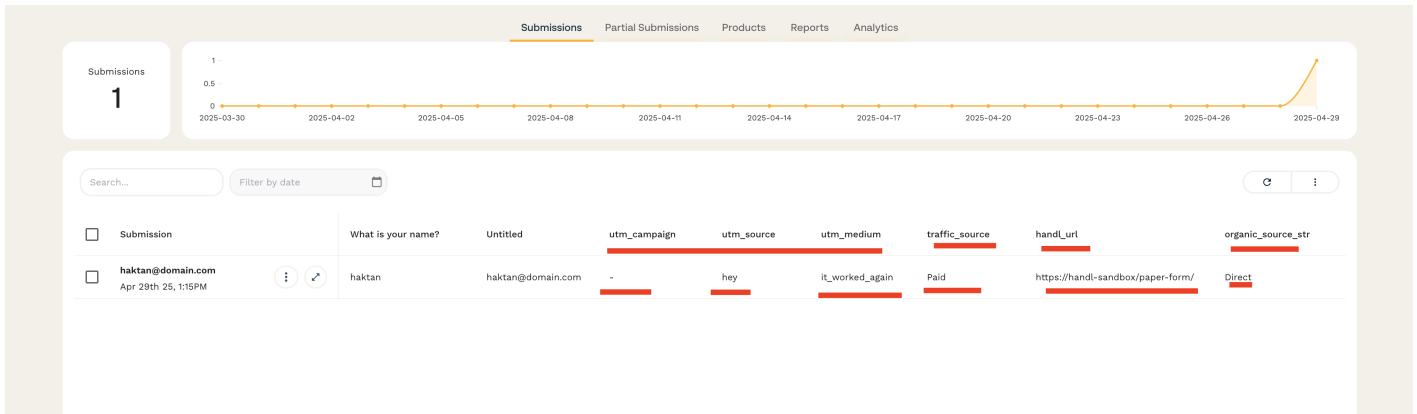 Submissions Partial Submissions Products Reports Analytics
Submissions
1
1
0.5
0
2025-03-30 2025-04-02 2025-04-05 2025-04-08 2025-04-11 2025-04-14 2025-04-17 2025-04-20 2025-04-23 2025-04-26 2025-04-29
Search... Filter by date
Submission What is your name? Untitled utm_campaign utm_source utm_medium traffic_source handl_url organic_source_str
haktan@domain.com haktan haktan@domain.com - hey it_worked_again Paid https://handl-sandbox/paper-form/ Direct
Apr 29th 25, 1:15PM